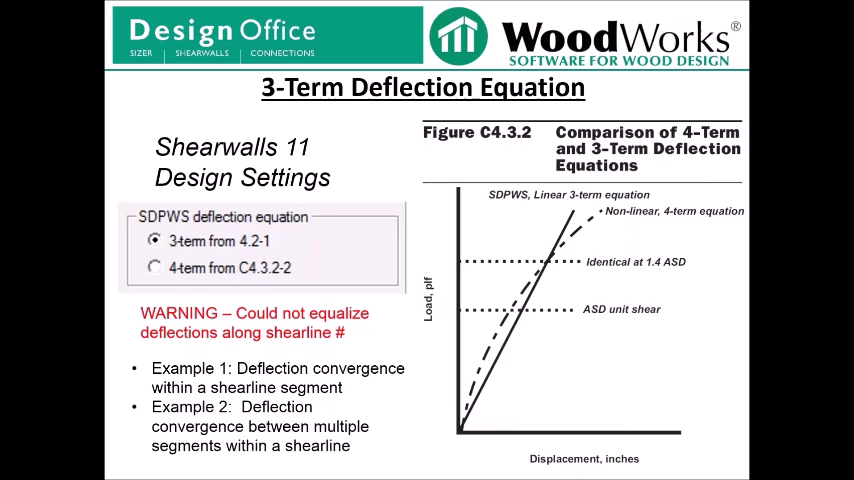 Design Office
SIZER | SHEARWALLS | CONNECTIONS
WoodWorks®
SOFTWARE FOR WOOD DESIGN
3-Term Deflection Equation
Shearwalls 11
Design Settings
SDPWS deflection equation
3-term from 4.2-1
4-term from C4.3.2-2
WARNING – Could not equalize
deflections along shearline #
• Example 1: Deflection convergence
within a shearline segment
• Example 2: Deflection
convergence between multiple
segments within a shearline
Figure C4.3.2 Comparison of 4-Term
and 3-Term Deflection
Equations
SDPWS, Linear 3-term equation
Non-linear, 4-term equation
Identical at 1.4 ASD
ASD unit shear
Load, plf
Displacement, inches